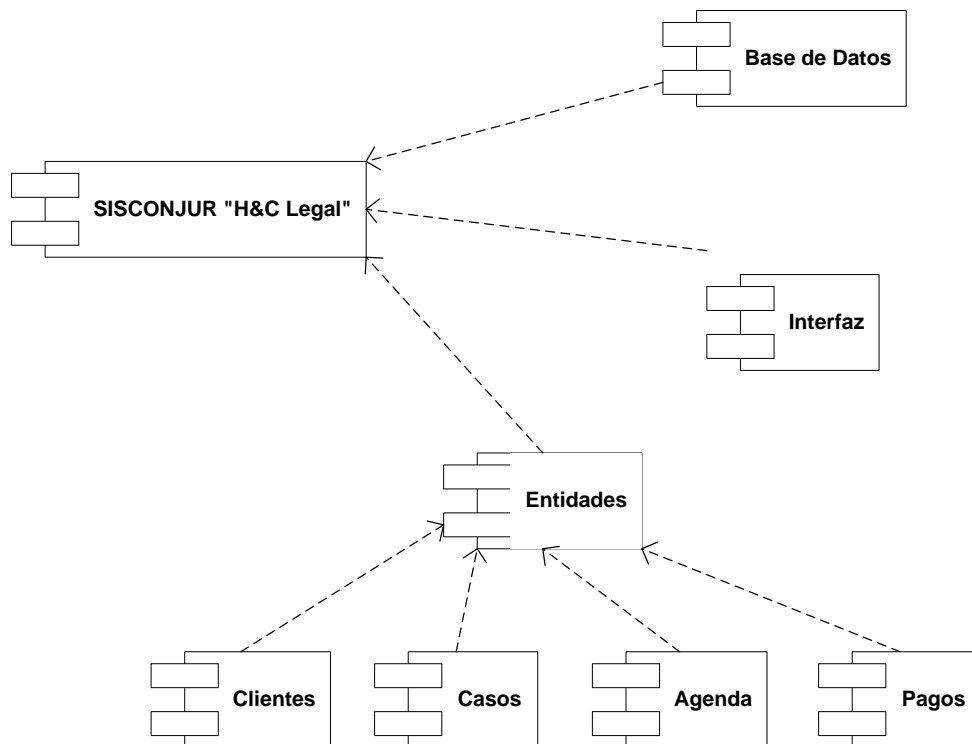 Base de Datos
SISCONJUR "H&C Legal"
Interfaz
Entidades
Clientes
Casos
Agenda
Pagos